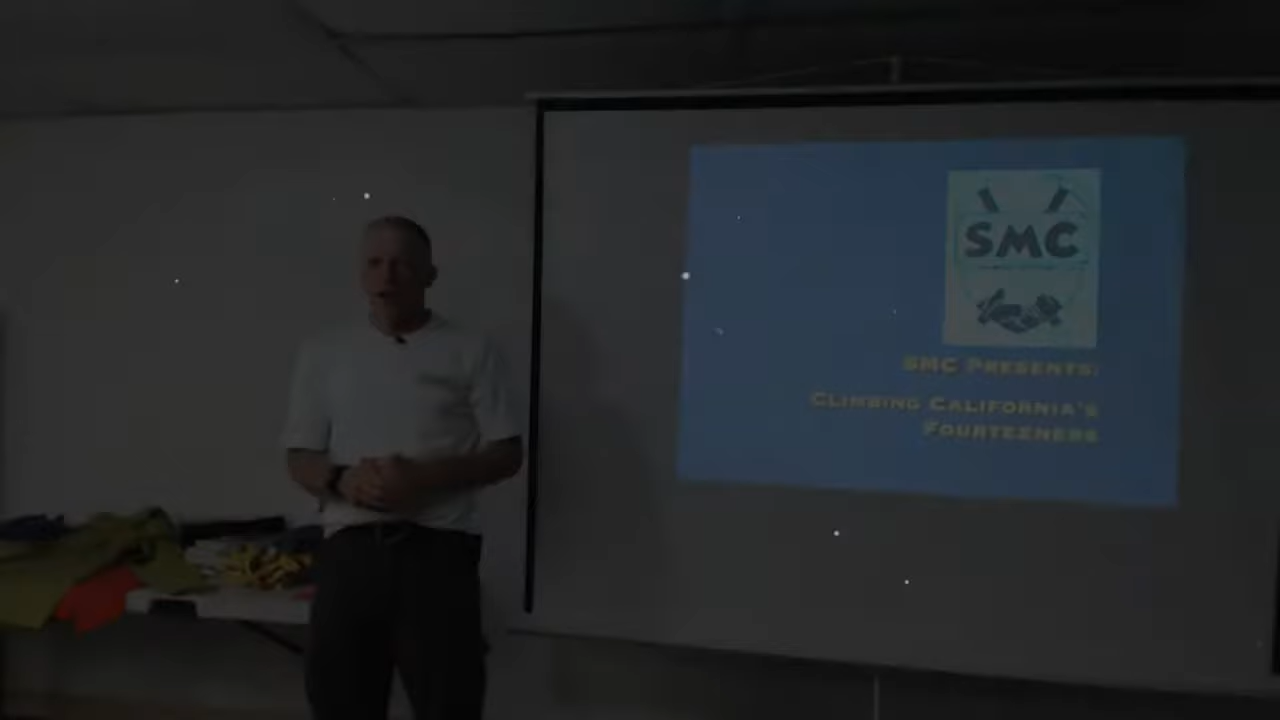 SMC
SMC PRESENTS:
CLIMBING CALIFORNIA'S
FOURTEENERS